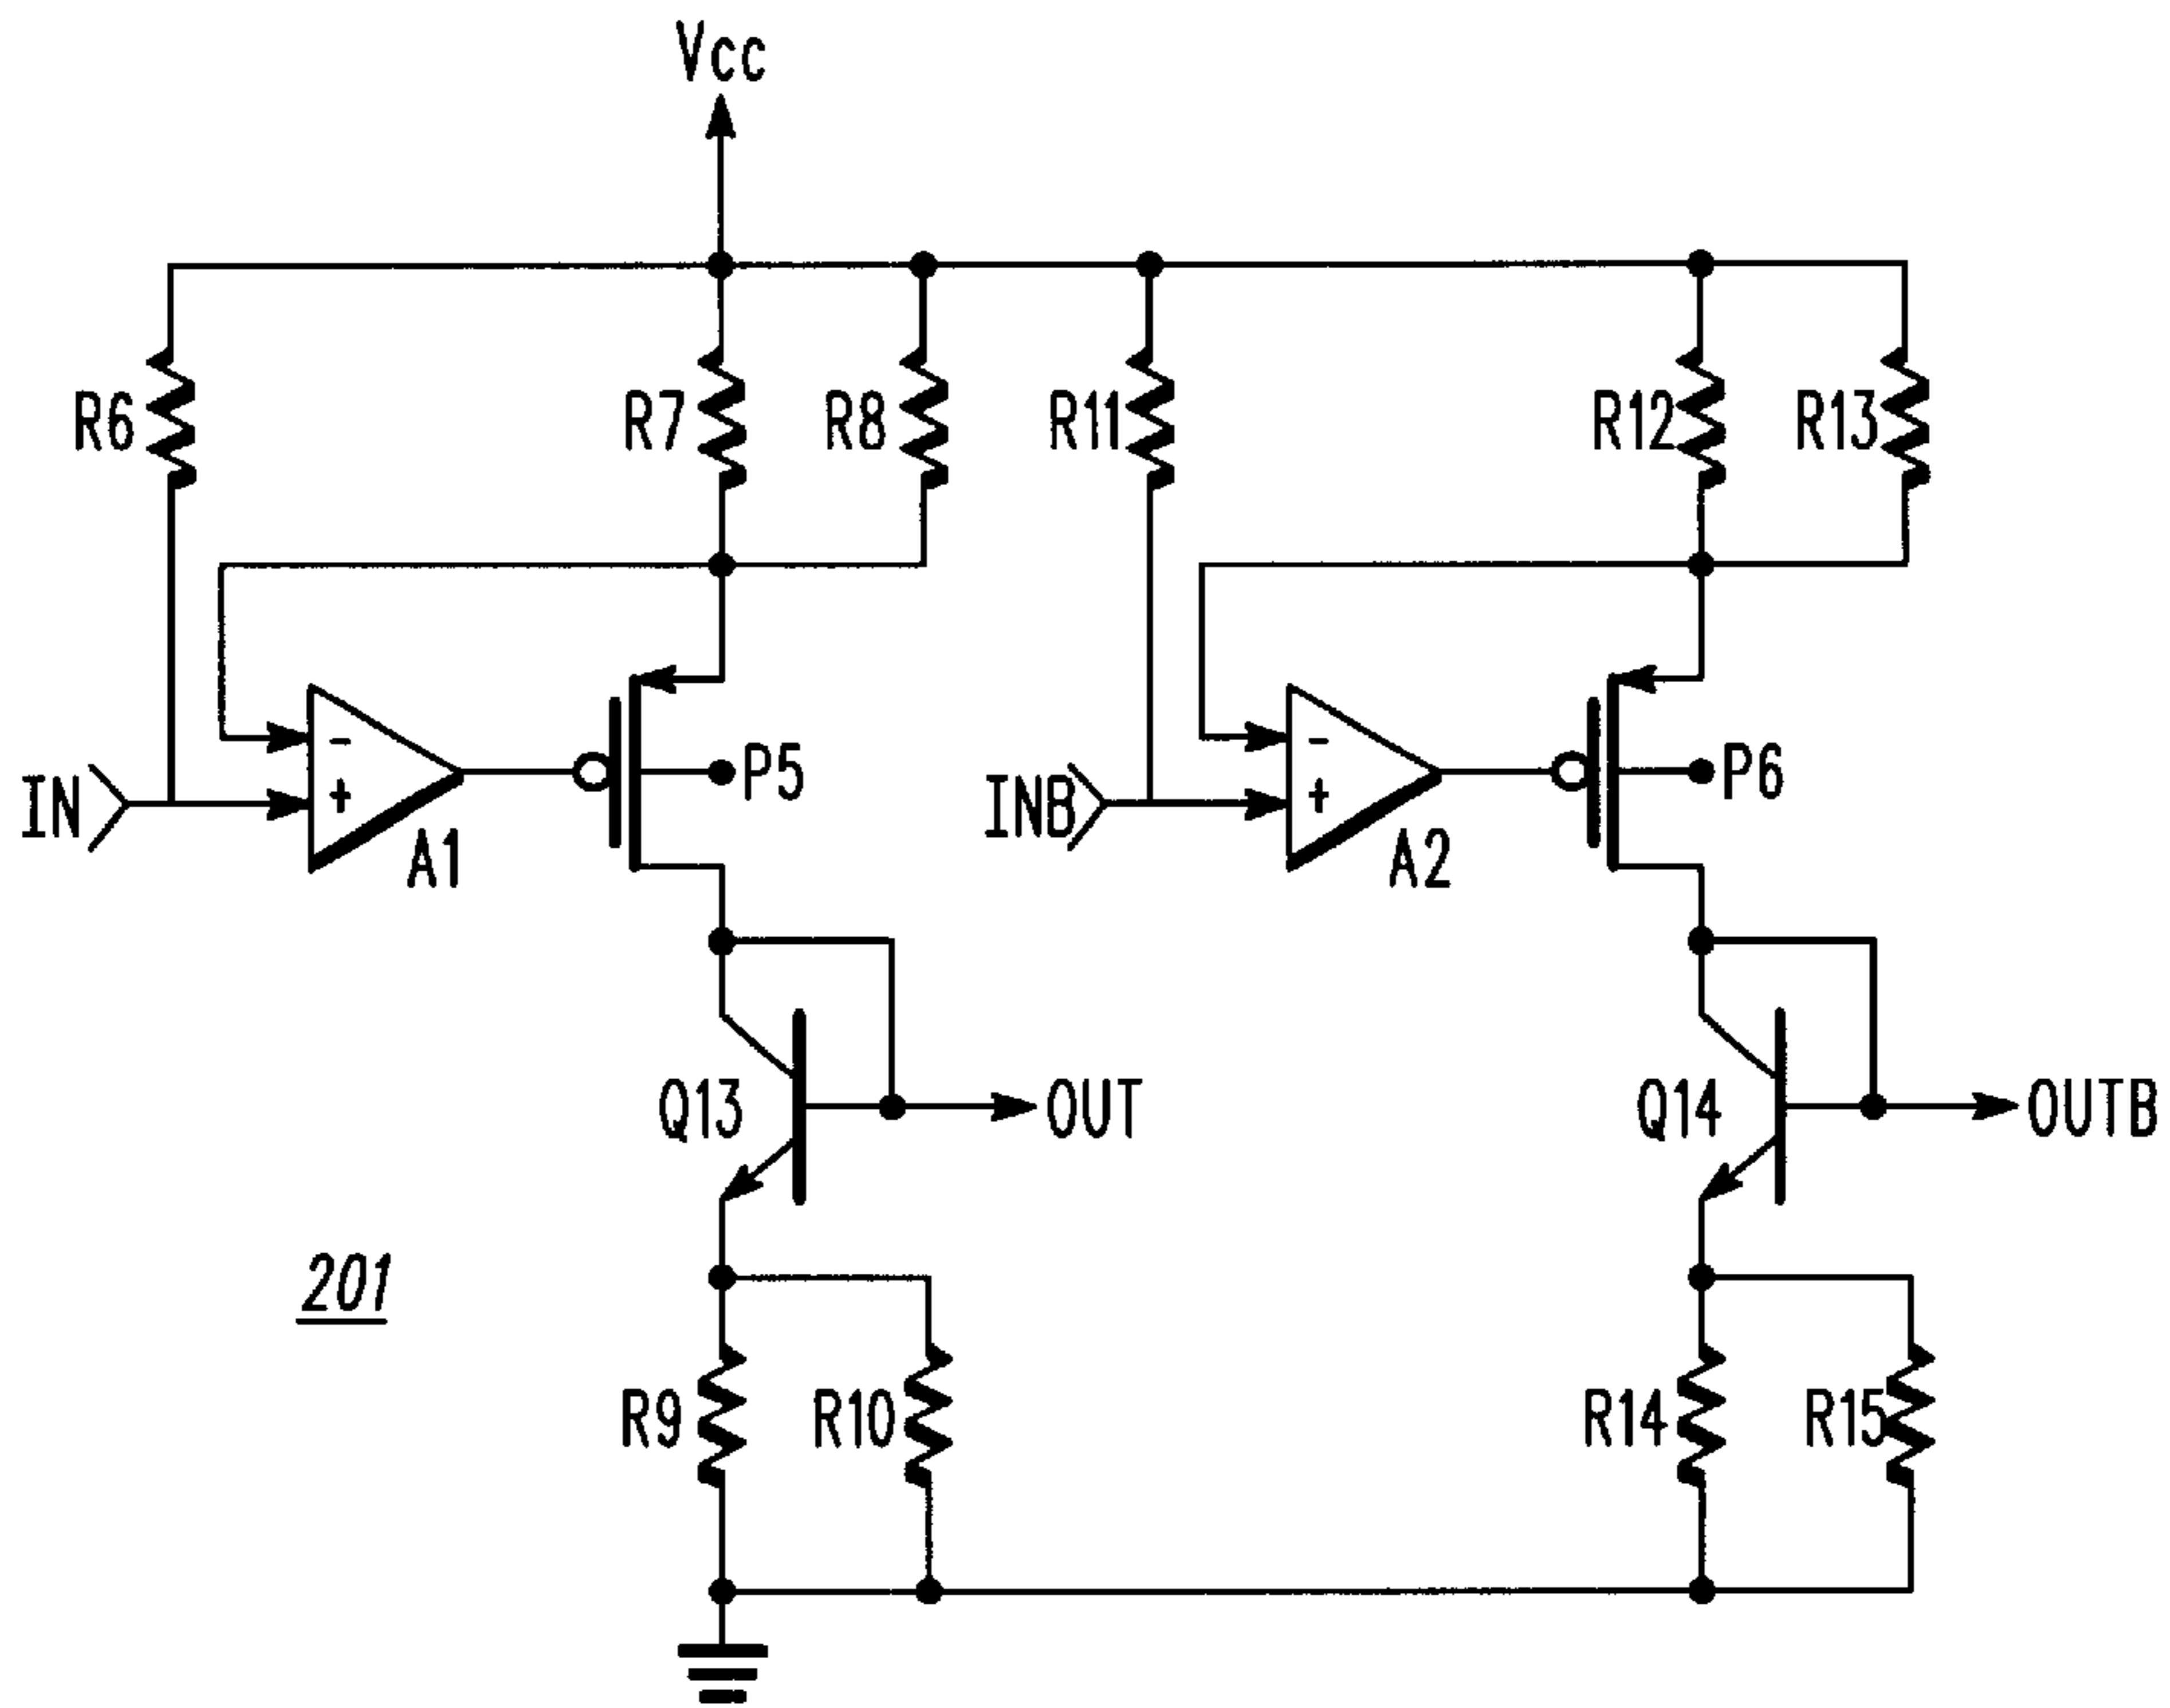 Vcc
R6
R7
R8
R11
R12
R13
-
+
IN
A1
P5
-
+
INB
A2
P6
Q13
OUT
Q14
OUTB
201
R9
R10
R14
R15